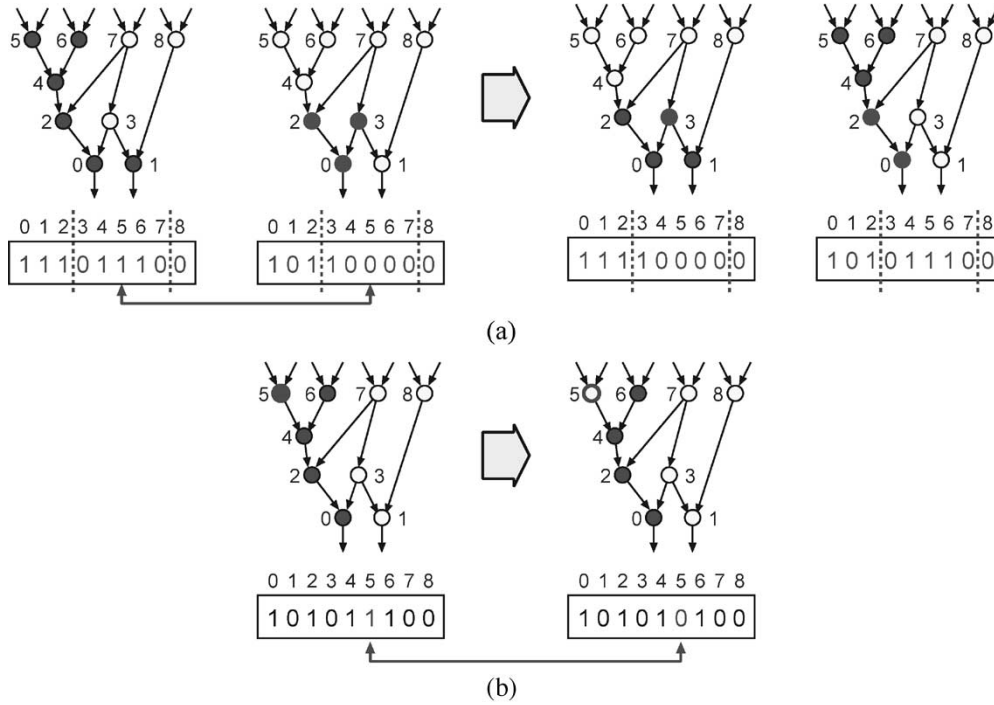 5 6 7 8 5 6 7 8 5 6 7 8 5 6 7 8
4 4 4 4
2 3 2 3 2 3 2 3
0 1 0 1 0 1 0 1
0 1 2 3 4 5 6 7 8 0 1 2 3 4 5 6 7 8 0 1 2 3 4 5 6 7 8 0 1 2 3 4 5 6 7 8
1 1 1 0 1 1 1 0 0 1 0 1 1 0 0 0 0 0 1 1 1 1 0 0 0 0 0 1 0 1 0 1 1 1 0 0
(a)
5 6 7 8 5 6 7 8
4 4
2 3 2 3
0 1 0 1
0 1 2 3 4 5 6 7 8 0 1 2 3 4 5 6 7 8
1 0 1 0 1 1 1 0 0 1 0 1 0 1 0 1 0 0
(b)